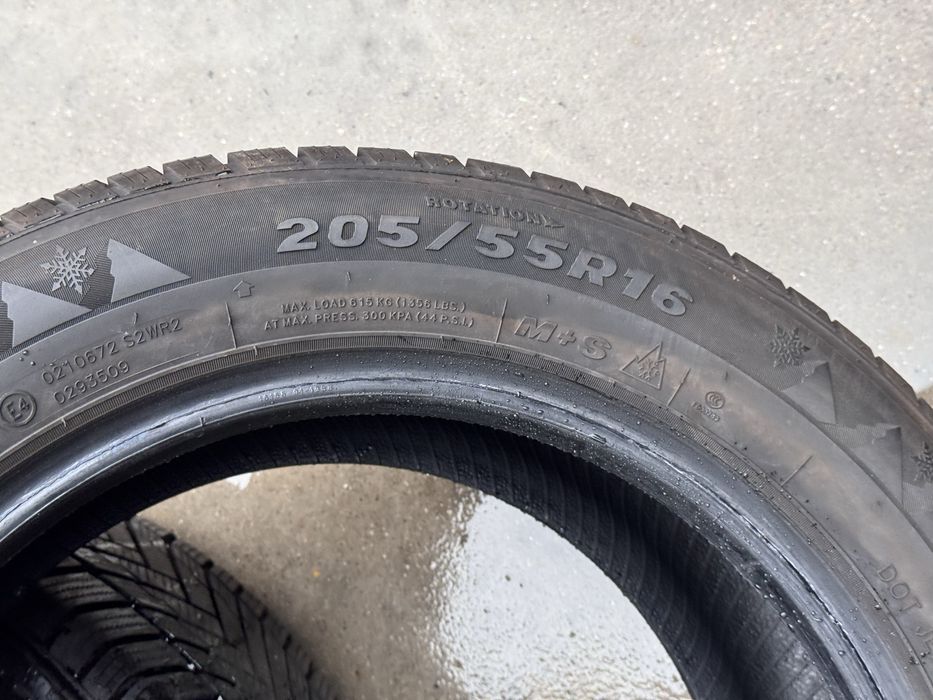 ROTATION
205/55R16
MAX. LOAD 615 KG (1356 LBS.)
AT MAX. PRESS. 300 KPA (44 P.S.I.)
M+S
0210672 S2WR2
0293509
E4
CCC
DOT